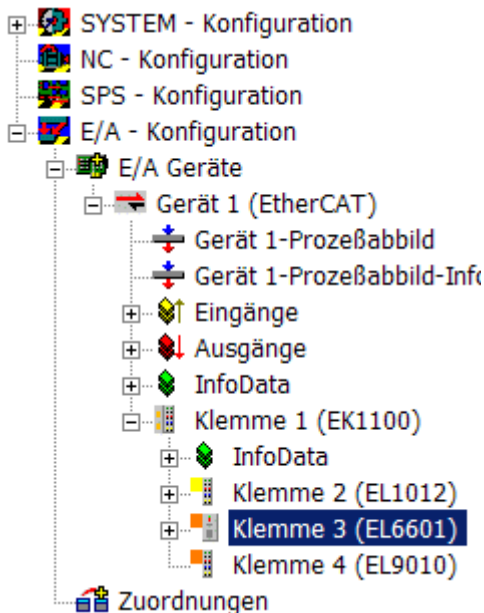 SYSTEM - Konfiguration
NC - Konfiguration
SPS - Konfiguration
E/A - Konfiguration
E/A Geräte
Gerät 1 (EtherCAT)
Gerät 1-Prozeßabbild
Gerät 1-Prozeßabbild-Info
Eingänge
Ausgänge
InfoData
Klemme 1 (EK1100)
InfoData
Klemme 2 (EL1012)
Klemme 3 (EL6601)
Klemme 4 (EL9010)
Zuordnungen